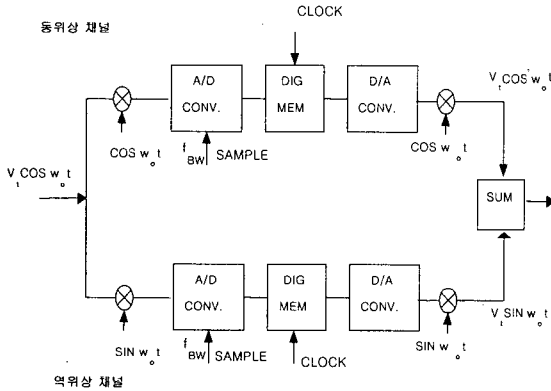 CLOCK
동위상 채널
A/D
CONV.
DIG
MEM
D/A
CONV.
V_t COS w_o t
COS w_o t
f_BW SAMPLE
COS w_o t
V_t COS w_o t
SUM
A/D
CONV.
DIG
MEM
D/A
CONV.
SIN w_o t
f_BW SAMPLE
CLOCK
SIN w_o t
V_t SIN w_o t
역위상 채널